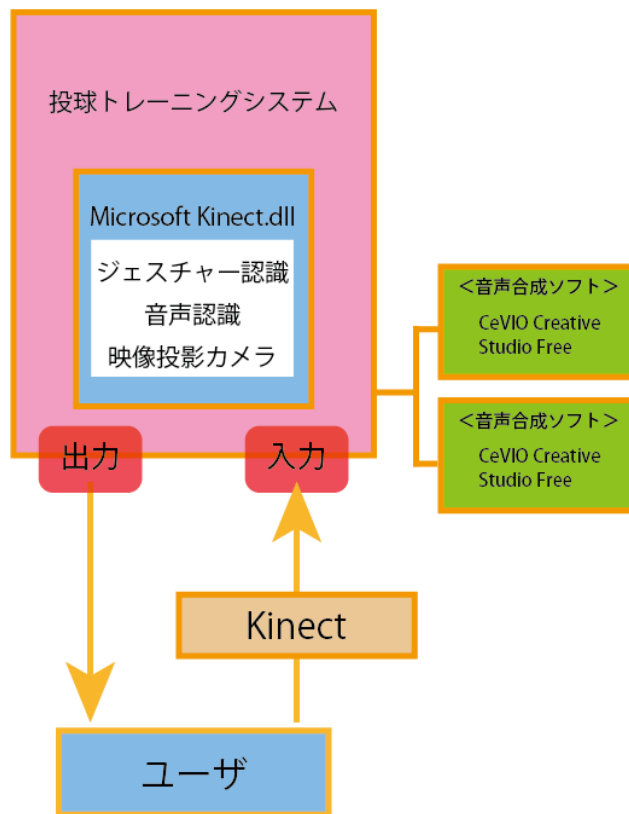 投球トレーニングシステム
Microsoft Kinect.dll
ジェスチャー認識
音声認識
映像投影カメラ
＜音声合成ソフト＞
CeVIO Creative
Studio Free
＜音声合成ソフト＞
CeVIO Creative
Studio Free
出力
入力
Kinect
ユーザ